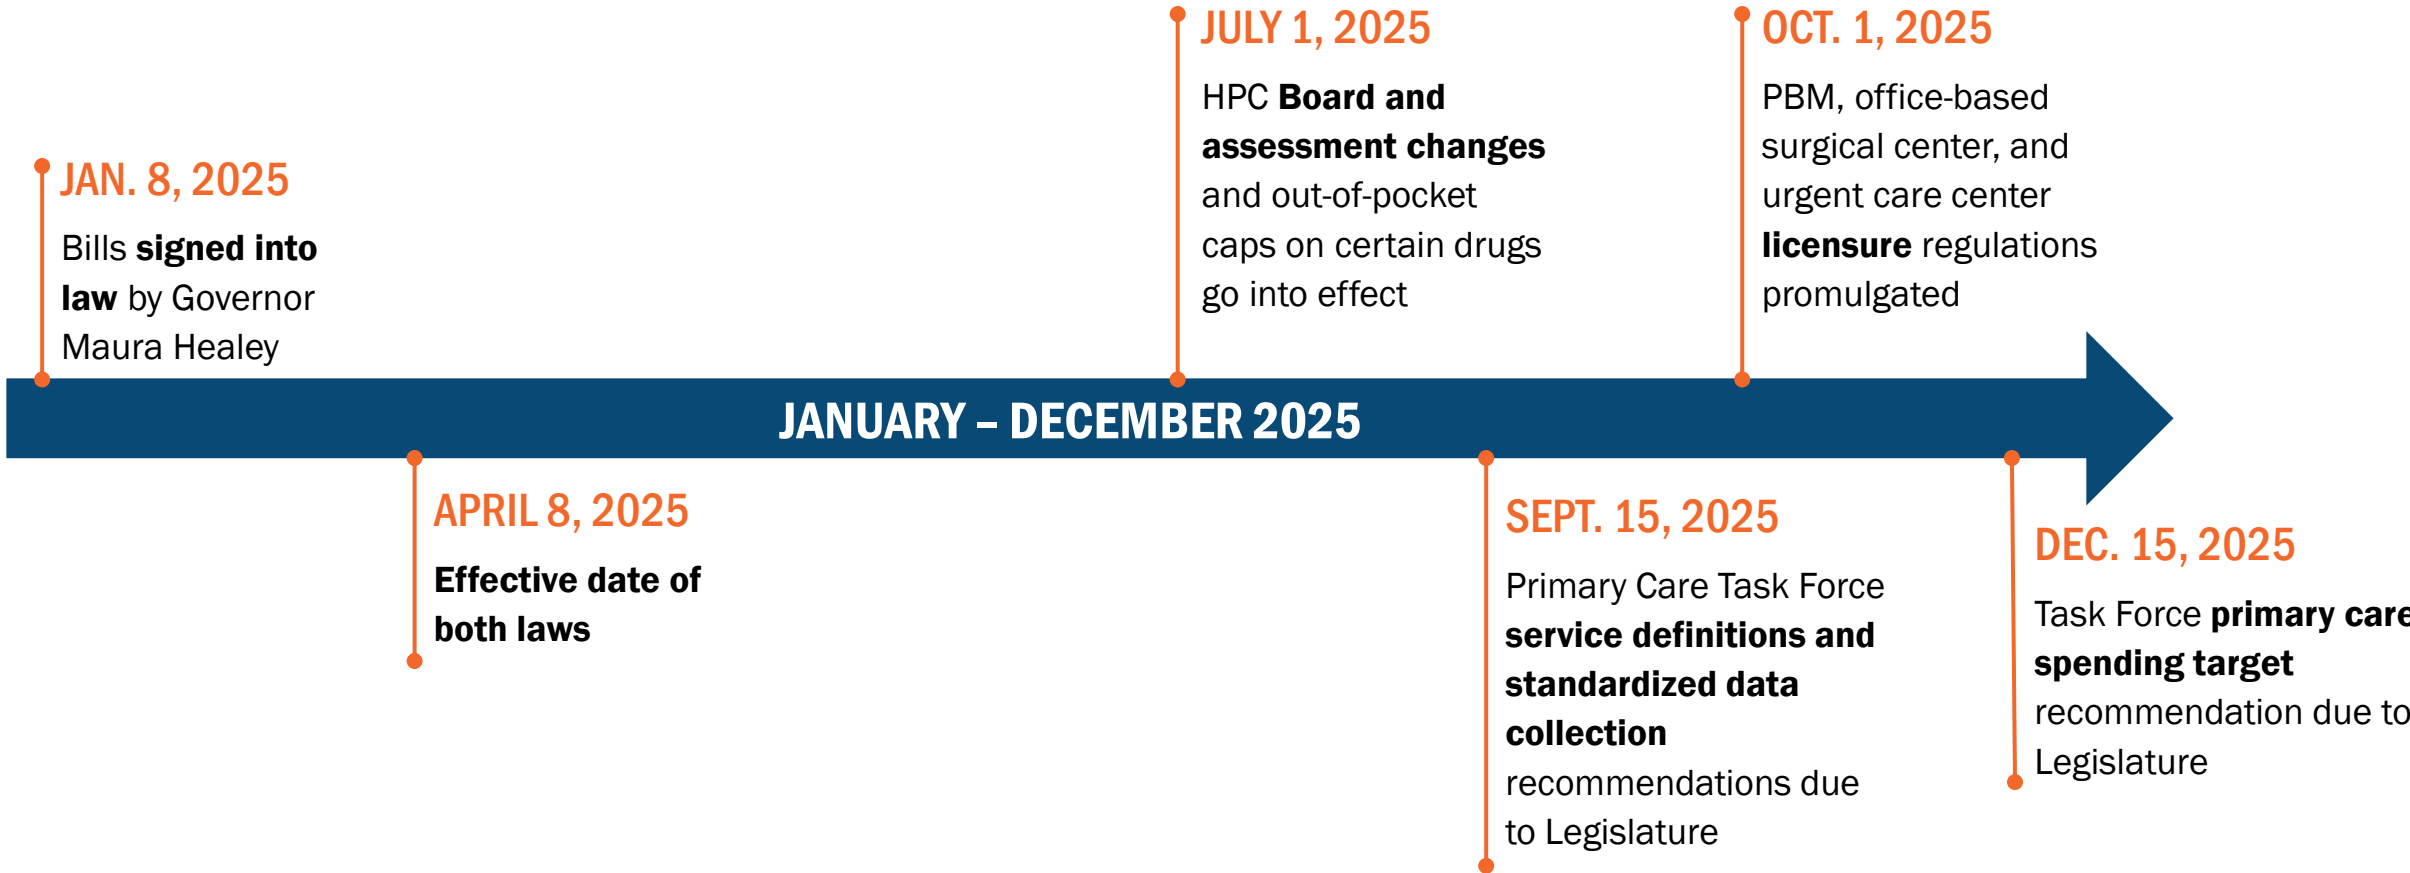 JAN. 8, 2025
Bills signed into
law by Governor
Maura Healey
JULY 1, 2025
HPC Board and
assessment changes
and out-of-pocket
caps on certain drugs
go into effect
OCT. 1, 2025
PBM, office-based
surgical center, and
urgent care center
licensure regulations
promulgated
JANUARY – DECEMBER 2025
APRIL 8, 2025
Effective date of
both laws
SEPT. 15, 2025
Primary Care Task Force
service definitions and
standardized data
collection
recommendations due
to Legislature
DEC. 15, 2025
Task Force primary care
spending target
recommendation due to
Legislature